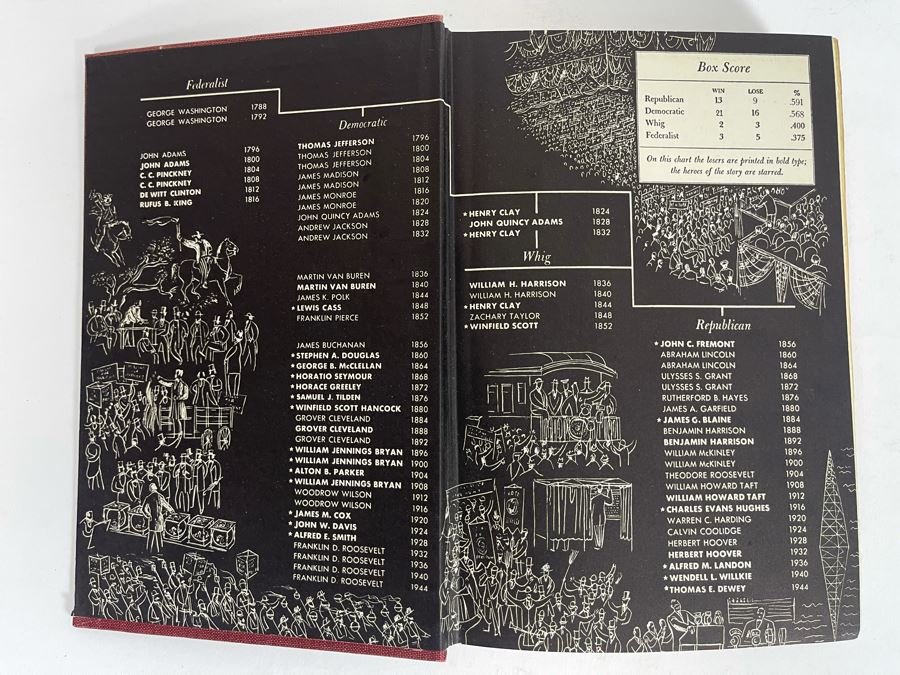 Federalist
GEORGE WASHINGTON 1788
GEORGE WASHINGTON 1792
JOHN ADAMS 1796
JOHN ADAMS 1800
C. C. PINCKNEY 1804
C. C. PINCKNEY 1808
DE WITT CLINTON 1812
RUFUS B. KING 1816
Democratic
THOMAS JEFFERSON 1796
THOMAS JEFFERSON 1800
THOMAS JEFFERSON 1804
JAMES MADISON 1808
JAMES MADISON 1812
JAMES MONROE 1816
JAMES MONROE 1820
JOHN QUINCY ADAMS 1824
ANDREW JACKSON 1828
ANDREW JACKSON 1832
MARTIN VAN BUREN 1836
MARTIN VAN BUREN 1840
JAMES K. POLK 1844
★LEWIS CASS 1848
FRANKLIN PIERCE 1852
JAMES BUCHANAN 1856
★STEPHEN A. DOUGLAS 1860
★GEORGE B. McCLELLAN 1864
★HORATIO SEYMOUR 1868
★HORACE GREELEY 1872
★SAMUEL J. TILDEN 1876
★WINFIELD SCOTT HANCOCK 1880
GROVER CLEVELAND 1884
GROVER CLEVELAND 1888
GROVER CLEVELAND 1892
★WILLIAM JENNINGS BRYAN 1896
★WILLIAM JENNINGS BRYAN 1900
★ALTON B. PARKER 1904
★WILLIAM JENNINGS BRYAN 1908
WOODROW WILSON 1912
WOODROW WILSON 1916
★JAMES M. COX 1920
★JOHN W. DAVIS 1924
★ALFRED E. SMITH 1928
FRANKLIN D. ROOSEVELT 1932
FRANKLIN D. ROOSEVELT 1936
FRANKLIN D. ROOSEVELT 1940
FRANKLIN D. ROOSEVELT 1944
★HENRY CLAY 1824
JOHN QUINCY ADAMS 1828
★HENRY CLAY 1832
Whig
WILLIAM H. HARRISON 1836
WILLIAM H. HARRISON 1840
★HENRY CLAY 1844
ZACHARY TAYLOR 1848
★WINFIELD SCOTT 1852
Box Score
WIN LOSE %
Republican 13 9 .591
Democratic 21 16 .568
Whig 2 3 .400
Federalist 3 5 .375
On this chart the losers are printed in bold type;
the heroes of the story are starred.
Republican
★JOHN C. FREMONT 1856
ABRAHAM LINCOLN 1860
ABRAHAM LINCOLN 1864
ULYSSES S. GRANT 1868
ULYSSES S. GRANT 1872
RUTHERFORD B. HAYES 1876
JAMES A. GARFIELD 1880
★JAMES G. BLAINE 1884
BENJAMIN HARRISON 1888
BENJAMIN HARRISON 1892
WILLIAM McKINLEY 1896
WILLIAM McKINLEY 1900
THEODORE ROOSEVELT 1904
WILLIAM HOWARD TAFT 1908
WILLIAM HOWARD TAFT 1912
★CHARLES EVANS HUGHES 1916
WARREN C. HARDING 1920
CALVIN COOLIDGE 1924
HERBERT HOOVER 1928
HERBERT HOOVER 1932
★ALFRED M. LANDON 1936
★WENDELL L. WILLKIE 1940
★THOMAS E. DEWEY 1944